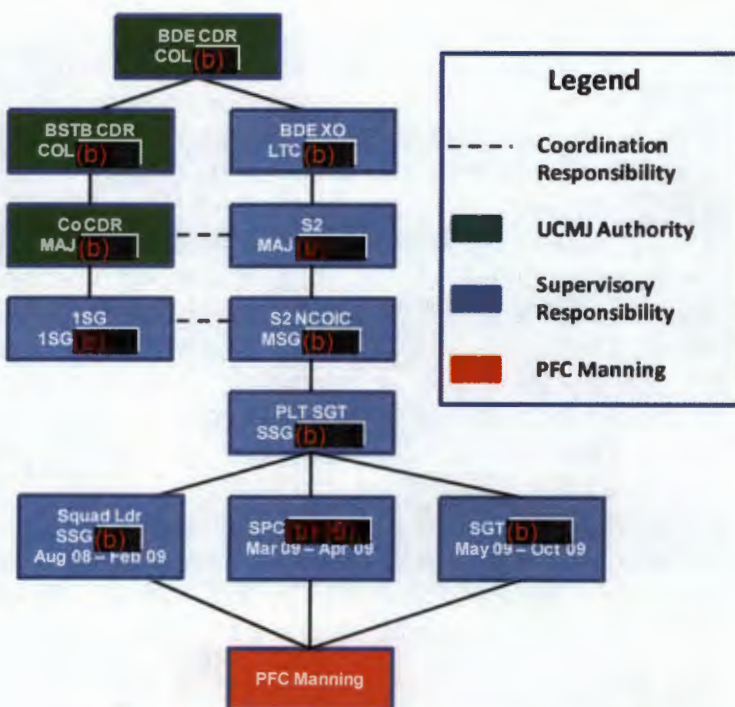 BDE CDR
COL (b)
BSTB CDR
COL (b)
BDE XO
LTC (b)
Co CDR
MAJ (b)
S2
MAJ
1SG
1SG
S2 NCOIC
MSG (b)
PLT SGT
SSG (b)
Squad Ldr
SSG (b)
Aug 08 – Feb 09
SPC
Mar 09 – Apr 09
SGT (b)
May 09 – Oct 09
PFC Manning
Legend
Coordination
Responsibility
UCMJ Authority
Supervisory
Responsibility
PFC Manning